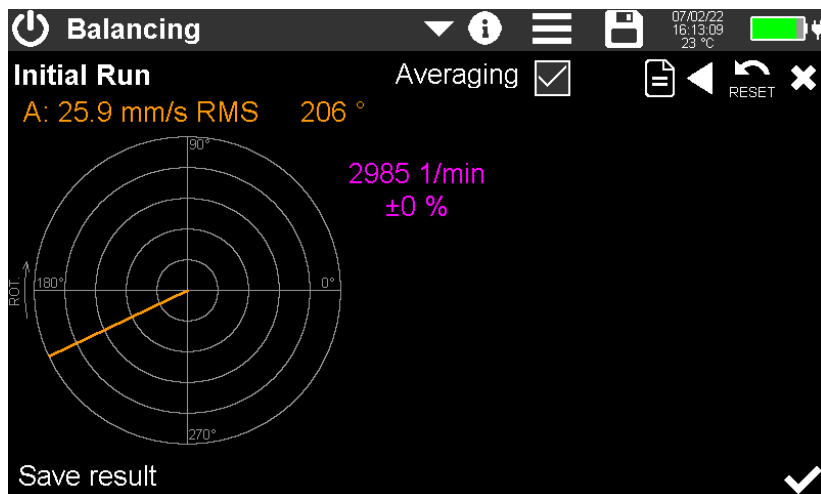 Balancing
07/02/22
16:13:09
23 °C
Initial Run
Averaging
RESET
A: 25.9 mm/s RMS 206 °
2985 1/min
±0 %
90°
ROT.
180°
0°
270°
Save result